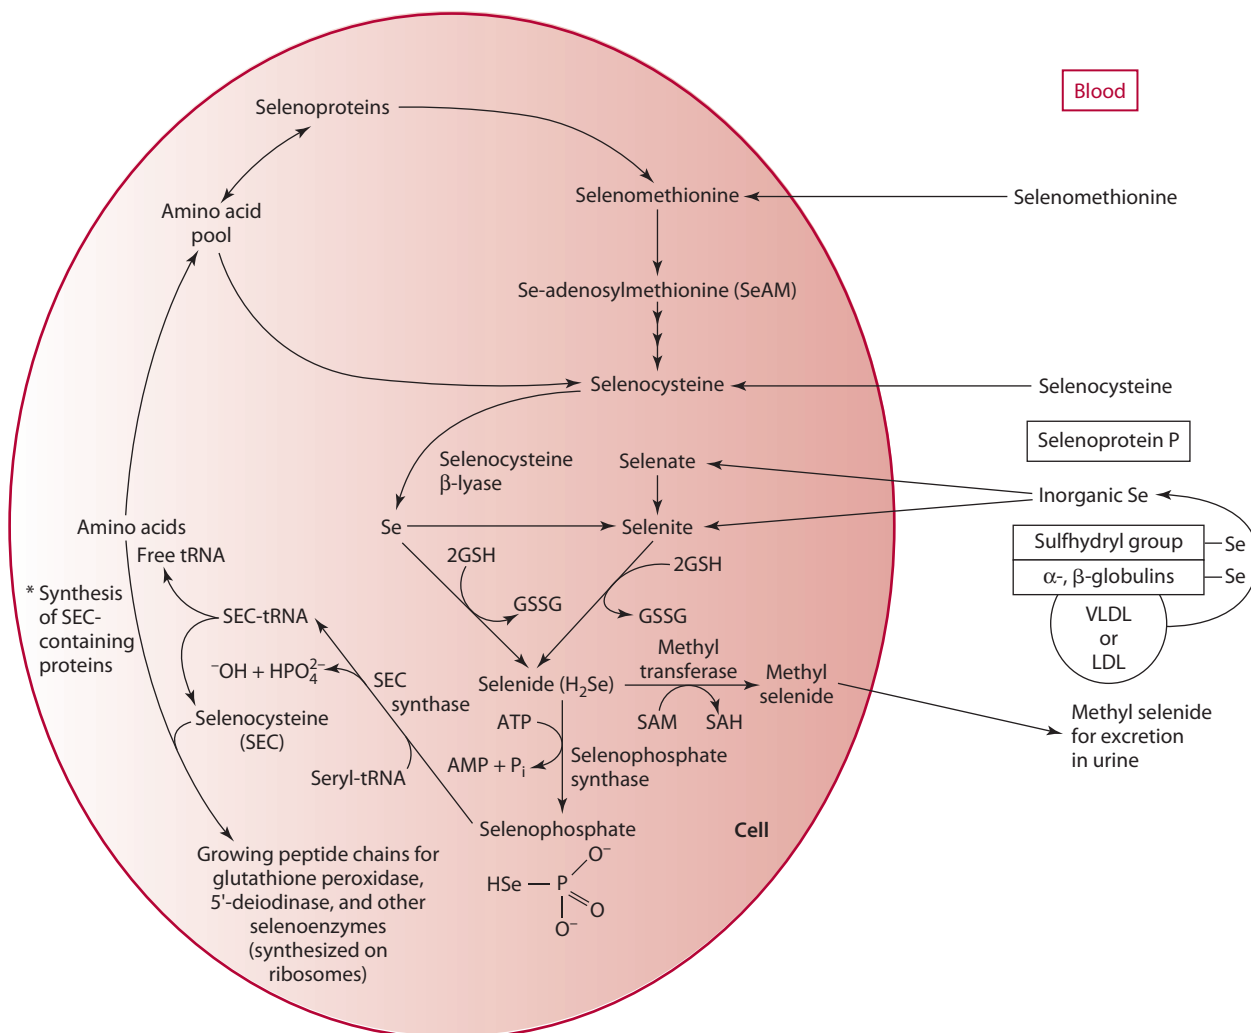 Blood
Selenoproteins
Selenomethionine
Selenomethionine
Amino acid
pool
Se-adenosylmethionine (SeAM)
Selenocysteine
Selenocysteine
Selenoprotein P
Selenocysteine
β-lyase
Selenate
Inorganic Se
Amino acids
Se
Selenite
Sulfhydryl group
Se
Free tRNA
2GSH
2GSH
α-, β-globulins
Se
* Synthesis
of SEC-
containing
proteins
GSSG
GSSG
VLDL
or
LDL
SEC-tRNA
Methyl
transferase
⁻OH + HPO₄²⁻
SEC
synthase
Selenide (H₂Se)
Methyl
selenide
Selenocysteine
(SEC)
ATP
SAM
SAH
Methyl selenide
for excretion
in urine
Seryl-tRNA
AMP + Pᵢ
Selenophosphate
synthase
Selenophosphate
Cell
Growing peptide chains for
glutathione peroxidase,
5'-deiodinase, and other
selenoenzymes
(synthesized on
ribosomes)
O⁻
HSe — P
O
O⁻